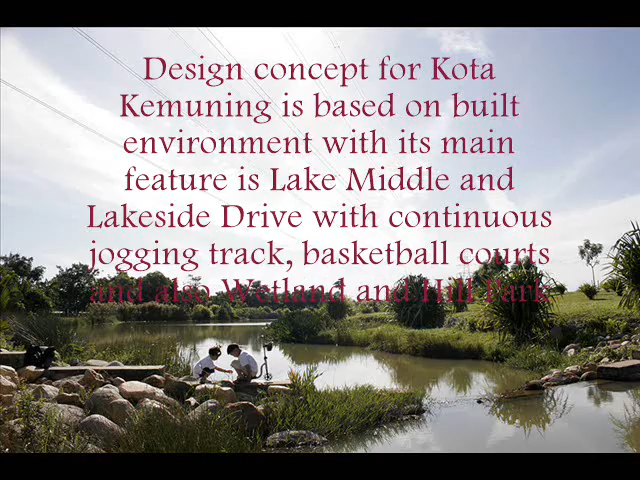 Design concept for Kota
Kemuning is based on built
environment with its main
feature is Lake Middle and
Lakeside Drive with continuous
jogging track, basketball courts
and also Wetland and Hill Park